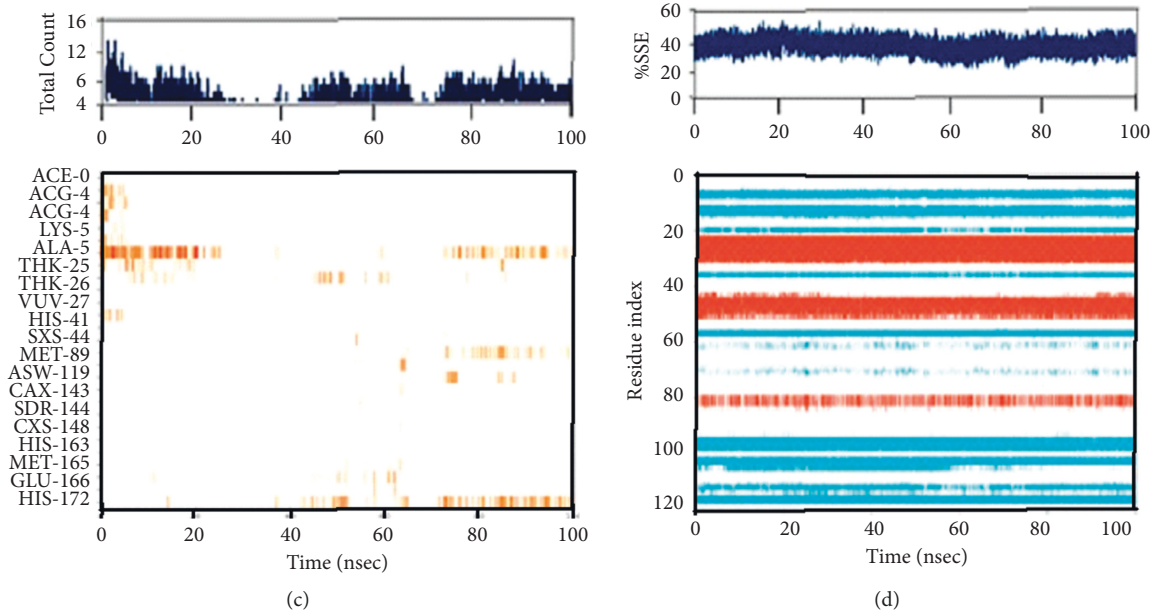 Total Count
16
12
6
4
0
20
40
60
80
100
ACE-0
ACG-4
ACG-4
LYS-5
ALA-5
THK-25
THK-26
VUV-27
HIS-41
SXS-44
MET-89
ASW-119
CAX-143
SDR-144
CXS-148
HIS-163
MET-165
GLU-166
HIS-172
0
20
40
60
80
100
Time (nsec)
(c)
%SSE
60
40
20
0
0
20
40
60
80
100
Residue index
0
20
40
60
80
100
120
0
20
40
60
80
100
Time (nsec)
(d)